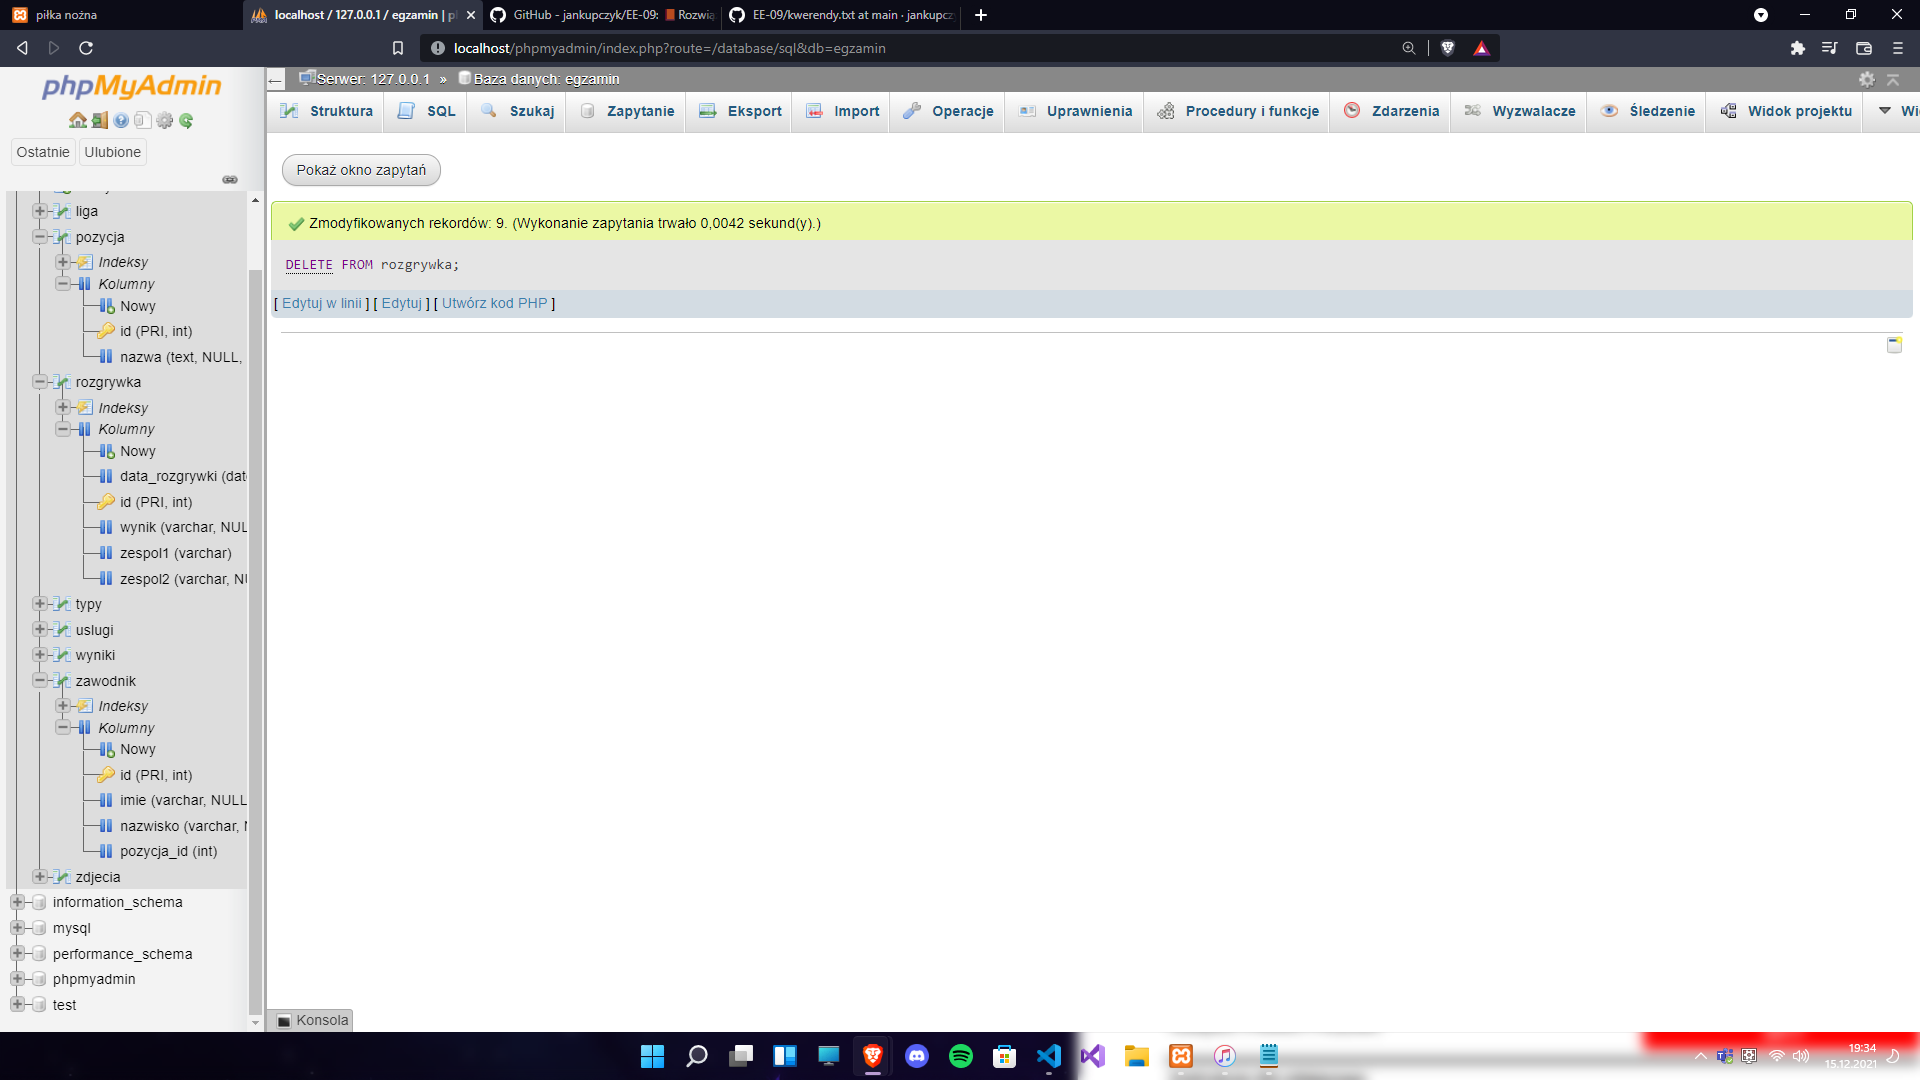 piłka nożna
localhost / 127.0.0.1 / egzamin | p
GitHub - jankupczyk/EE-09: Rozwią
EE-09/kwerendy.txt at main · jankupcz
localhost/phpmyadmin/index.php?route=/database/sql&db=egzamin
phpMyAdmin
Serwer: 127.0.0.1 » Baza danych: egzamin
Struktura SQL Szukaj Zapytanie Eksport Import Operacje Uprawnienia Procedury i funkcje Zdarzenia Wyzwalacze Śledzenie Widok projektu Wi
Ostatnie Ulubione
Pokaż okno zapytań
Zmodyfikowanych rekordów: 9. (Wykonanie zapytania trwało 0,0042 sekund(y).)
DELETE FROM rozgrywka;
[ Edytuj w linii ] [ Edytuj ] [ Utwórz kod PHP ]
liga
pozycja
Indeksy
Kolumny
Nowy
id (PRI, int)
nazwa (text, NULL,
rozgrywka
Indeksy
Kolumny
Nowy
data_rozgrywki (dat
id (PRI, int)
wynik (varchar, NUL
zespol1 (varchar)
zespol2 (varchar, NU
typy
uslugi
wyniki
zawodnik
Indeksy
Kolumny
Nowy
id (PRI, int)
imie (varchar, NULL
nazwisko (varchar, N
pozycja_id (int)
zdjecia
information_schema
mysql
performance_schema
phpmyadmin
test
Konsola
19:34
15.12.2021